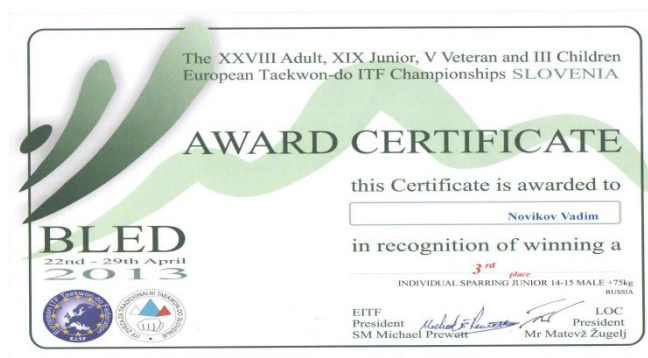 The XXVIII Adult, XIX Junior, V Veteran and III Children
European Taekwon-do ITF Championships SLOVENIA
AWARD CERTIFICATE
this Certificate is awarded to
Novikov Vadim
BLED
22nd - 29th April
2013
in recognition of winning a
3rd place
INDIVIDUAL SPARRING JUNIOR 14-15 MALE +75kg
RUSSIA
EITF
President
SM Michael Prewett
LOC
President
Mr Matevž Žugelj